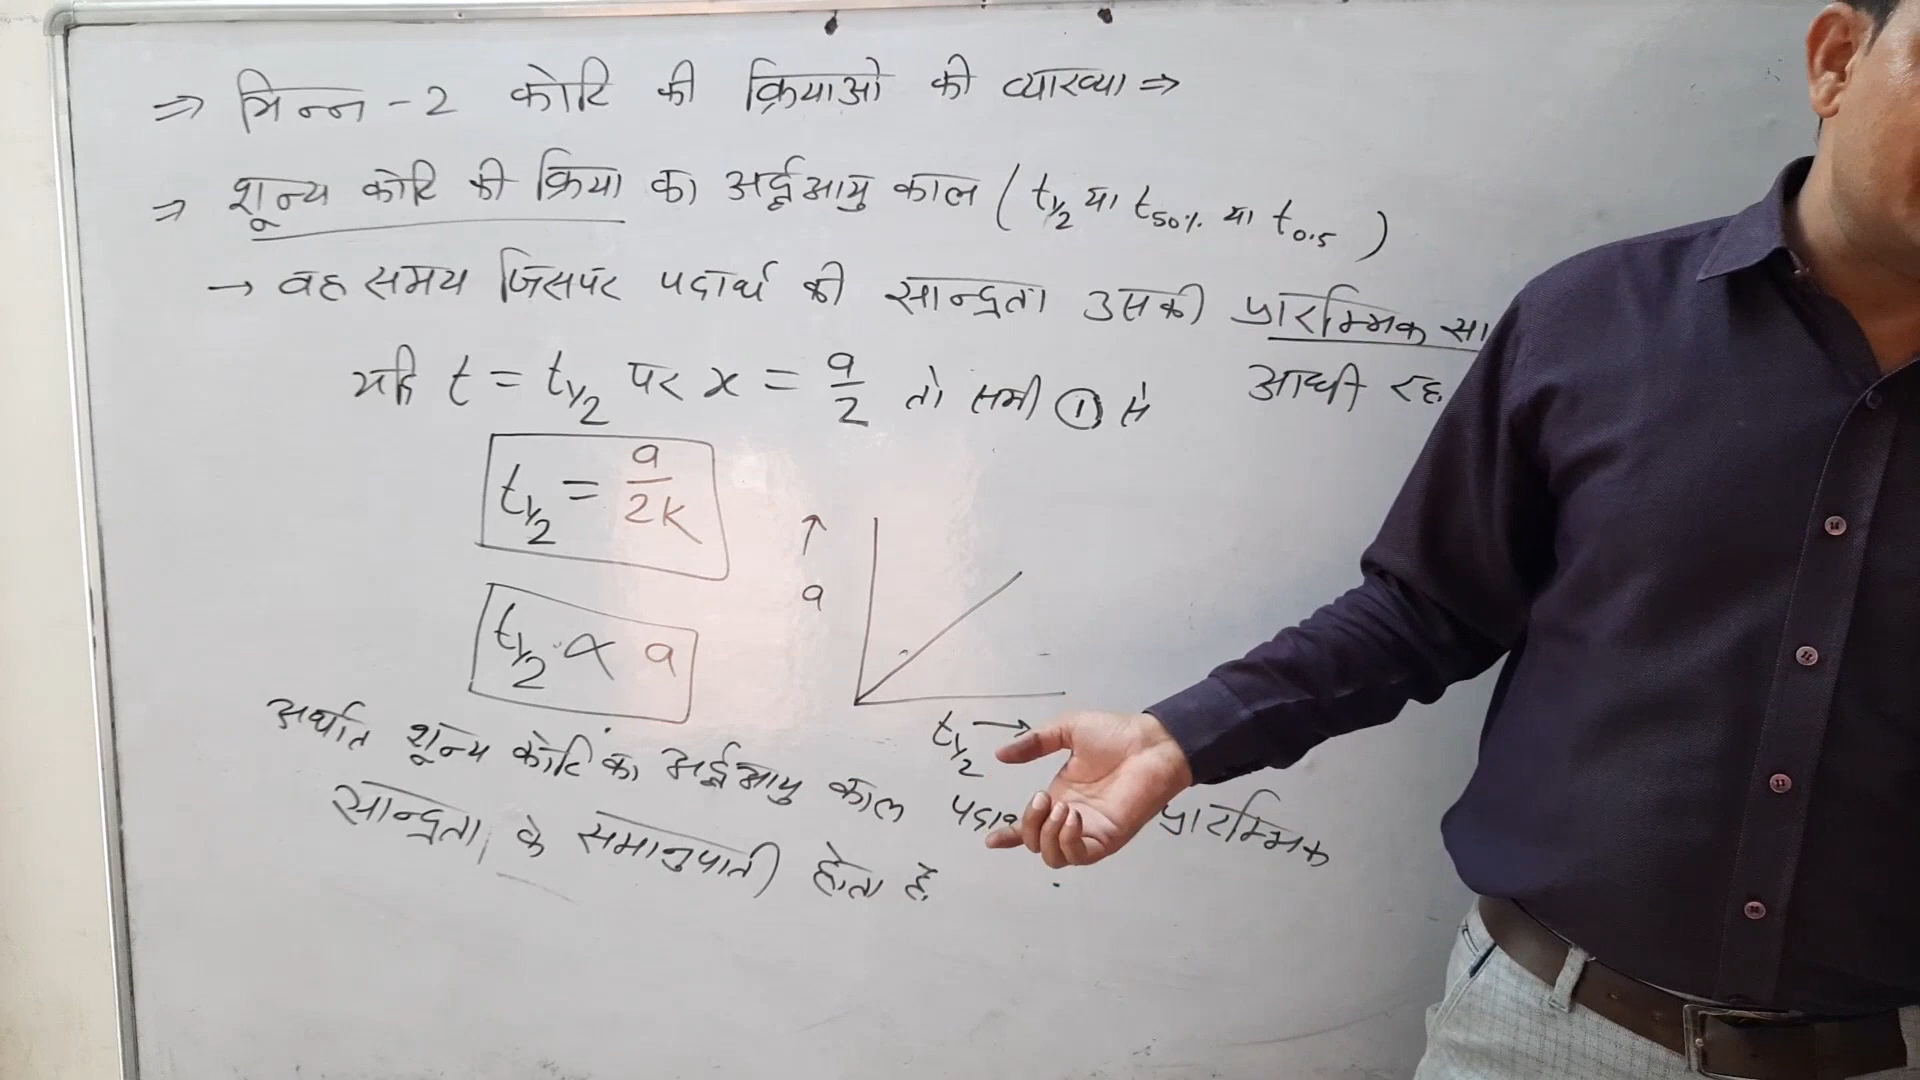 ⇒ भिन्न-2 कोटि की क्रियाओ की व्याख्या ⇒
⇒ शून्य कोटि की क्रिया का अर्द्धआयु काल ( t½ या t50% या t0.5 )
→ वह समय जिसपर पदार्थ की सान्द्रता उसकी प्रारम्भिक
आधी
यदि t = t½ पर x = a/2 तो समी ① से
t½ = a/2K
↑
a
t½ ∝ a
t½ →
अर्थात शून्य कोटि का अर्द्धआयु काल प्रारम्भिक
सान्द्रता के समानुपाती होता है.